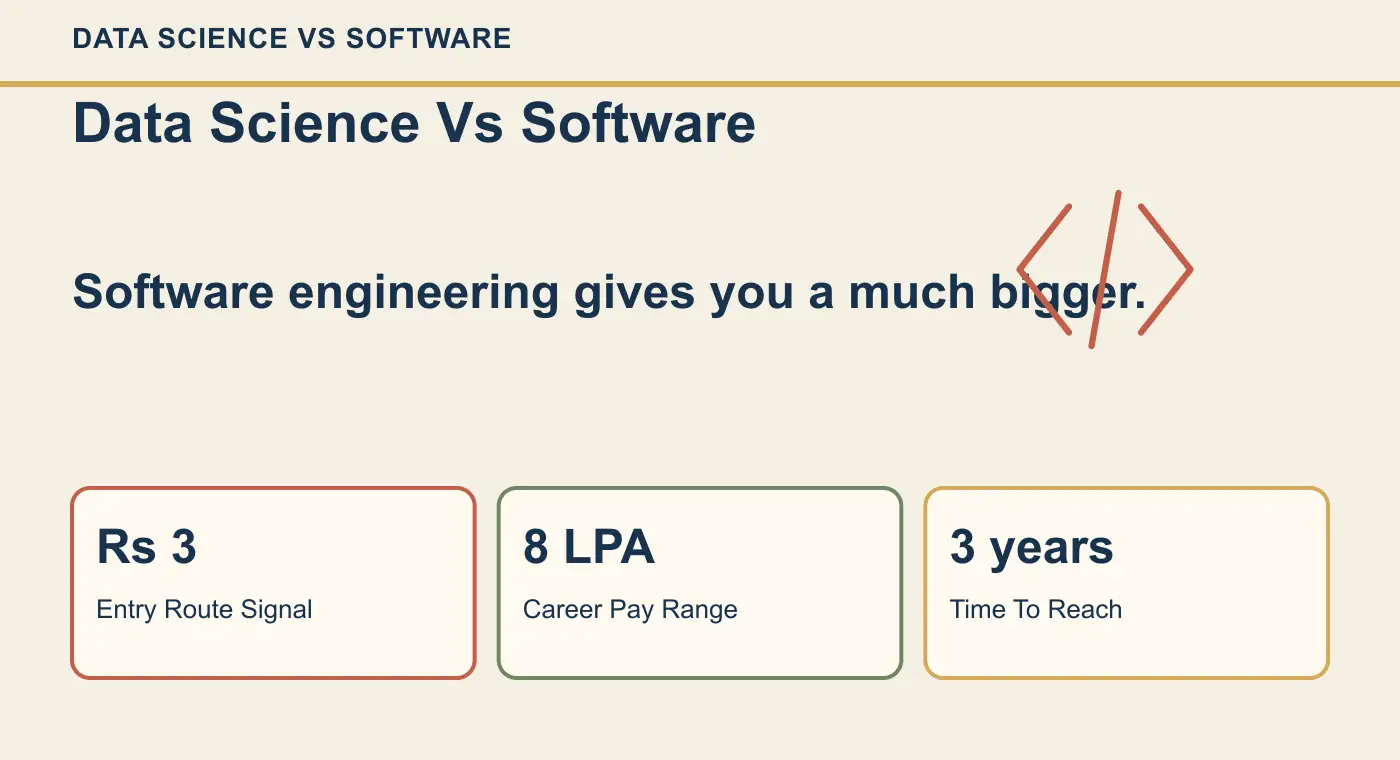 DATA SCIENCE VS SOFTWARE
Data Science Vs Software
Software engineering gives you a much bigger.
Rs 3
Entry Route Signal
8 LPA
Career Pay Range
3 years
Time To Reach